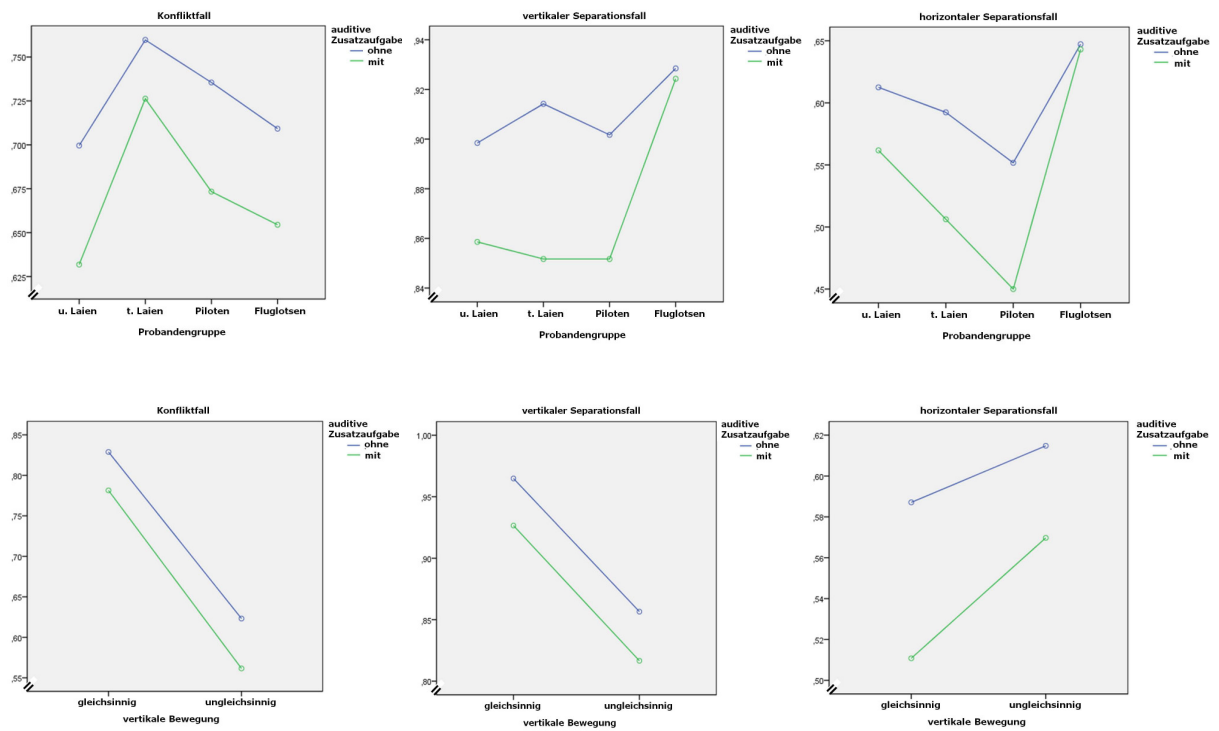 Konfliktfall
auditive
Zusatzaufgabe
ohne
mit
,750
,725
,700
,675
,650
,625
u. Laien t. Laien Piloten Fluglotsen
Probandengruppe
vertikaler Separationsfall
auditive
Zusatzaufgabe
ohne
mit
,94
,92
,90
,88
,86
,84
u. Laien t. Laien Piloten Fluglotsen
Probandengruppe
horizontaler Separationsfall
auditive
Zusatzaufgabe
ohne
mit
,65
,60
,55
,50
,45
u. Laien t. Laien Piloten Fluglotsen
Probandengruppe
Konfliktfall
auditive
Zusatzaufgabe
ohne
mit
,85
,80
,75
,70
,65
,60
,55
gleichsinnig ungleichsinnig
vertikale Bewegung
vertikaler Separationsfall
auditive
Zusatzaufgabe
ohne
mit
1,00
,95
,90
,85
,80
gleichsinnig ungleichsinnig
vertikale Bewegung
horizontaler Separationsfall
auditive
Zusatzaufgabe
ohne
mit
,62
,60
,58
,56
,54
,52
,50
gleichsinnig ungleichsinnig
vertikale Bewegung